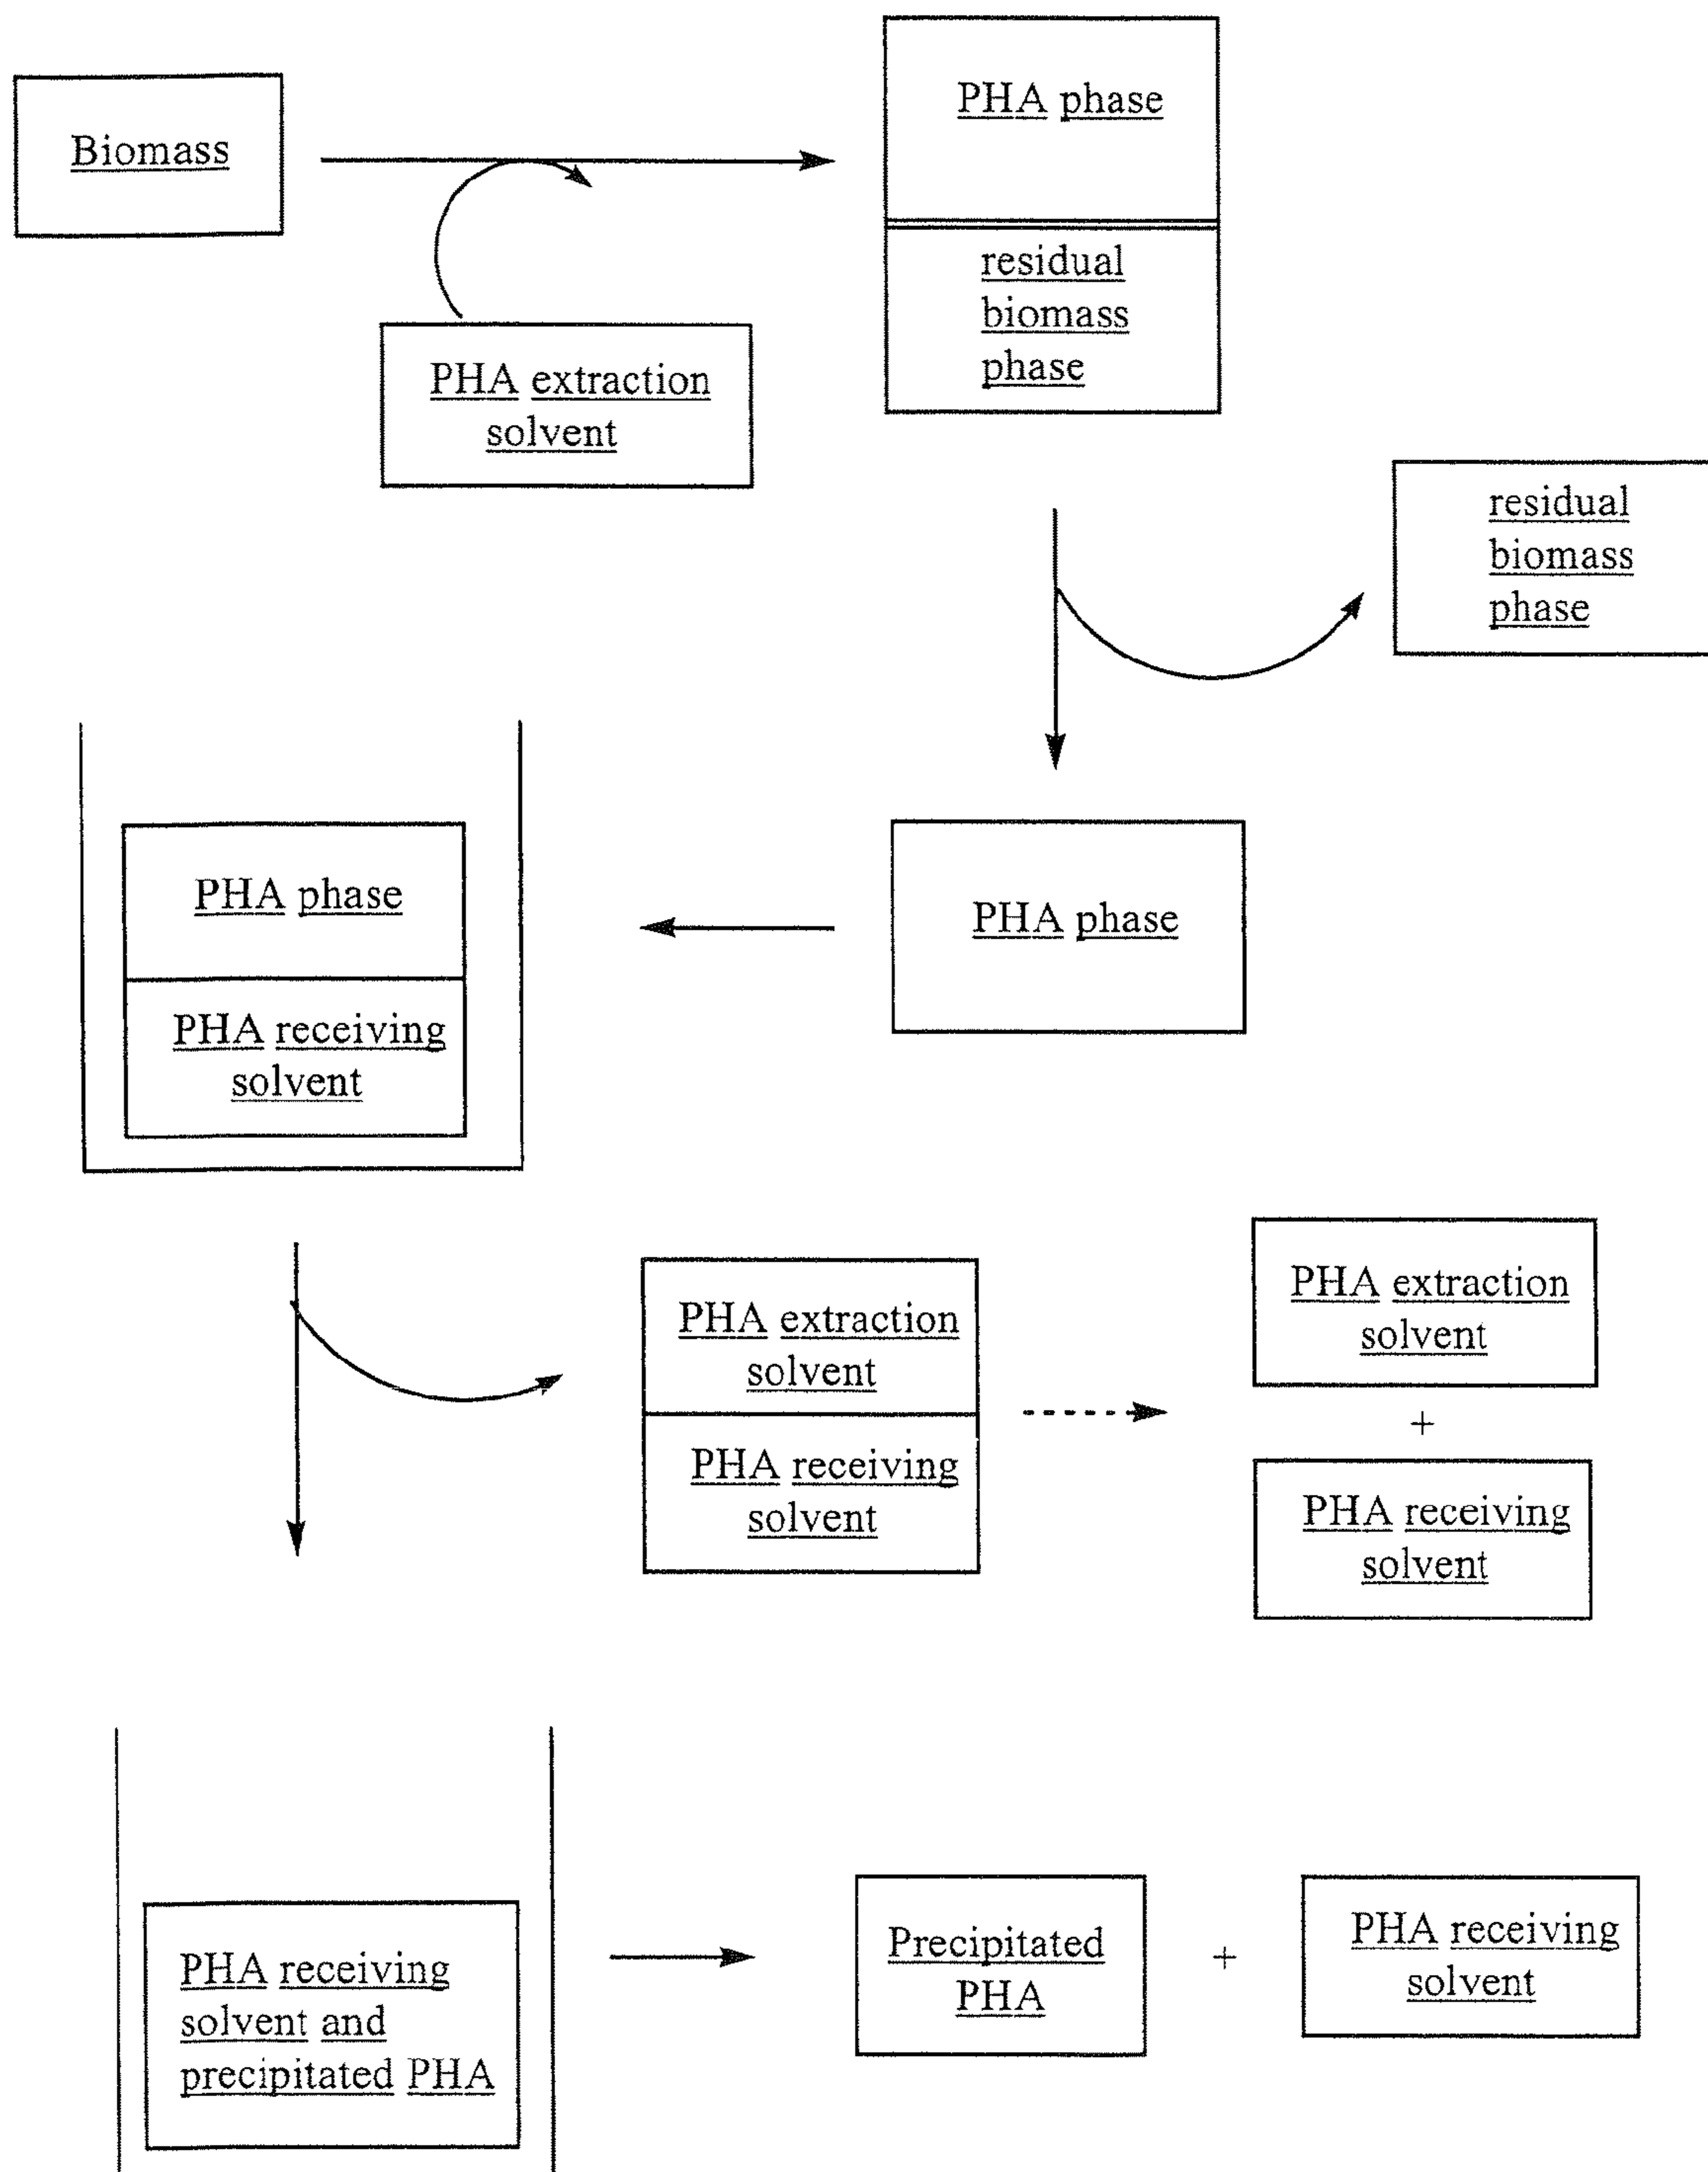 Biomass
PHA phase
residual
biomass
phase
PHA extraction
solvent
residual
biomass
phase
PHA phase
PHA receiving
solvent
PHA phase
PHA extraction
solvent
PHA receiving
solvent
PHA extraction
solvent
+
PHA receiving
solvent
PHA receiving
solvent and
precipitated PHA
Precipitated
PHA
+
PHA receiving
solvent